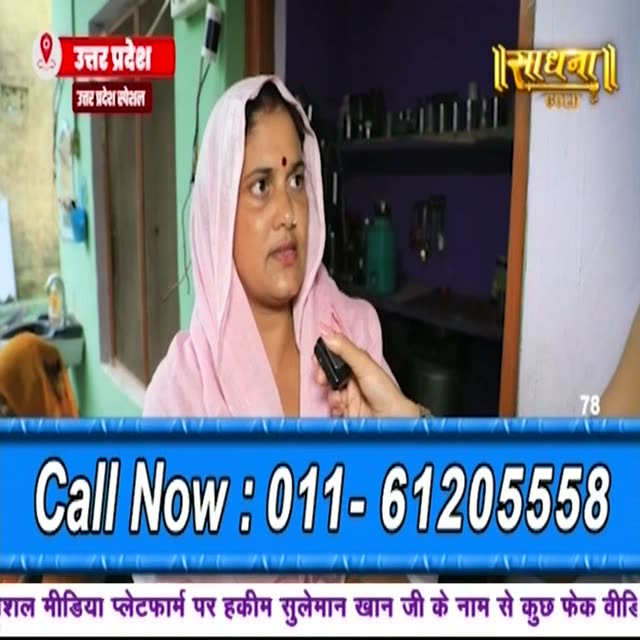 उत्तर प्रदेश
उत्तर प्रदेश स्पेशल
॥साधना॥
78
Call Now : 011- 61205558
शल मीडिया प्लेटफार्म पर हकीम सुलेमान खान जी के नाम से कुछ फेक वीडि